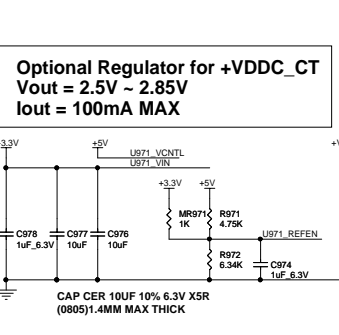 Optional Regulator for +VDDC_CT
Vout = 2.5V ~ 2.85V
Iout = 100mA MAX
+3.3V
+5V
U971_VCNTL
U971_VIN
+3.3V
+5V
MR971
1K
R971
4.75K
C978
1uF_6.3V
C977
10uF
C976
10uF
U971_REFEN
R972
6.34K
C974
1uF_6.3V
CAP CER 10UF 10% 6.3V X5R
(0805)1.4MM MAX THICK